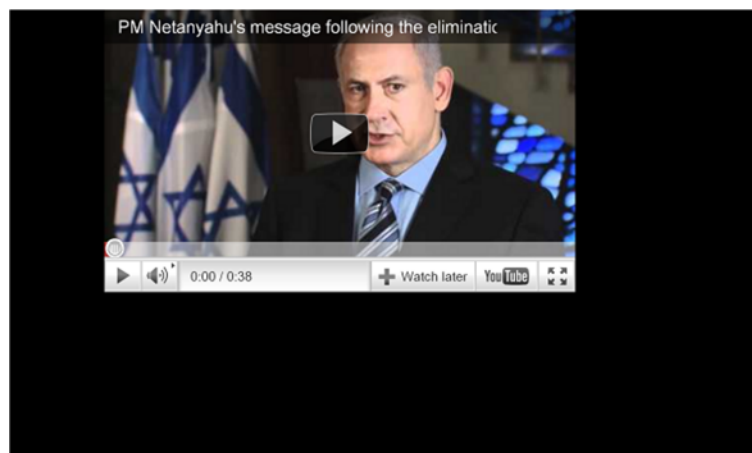 PM Netanyahu's message following the eliminatic
0:00 / 0:38
Watch later
YouTube